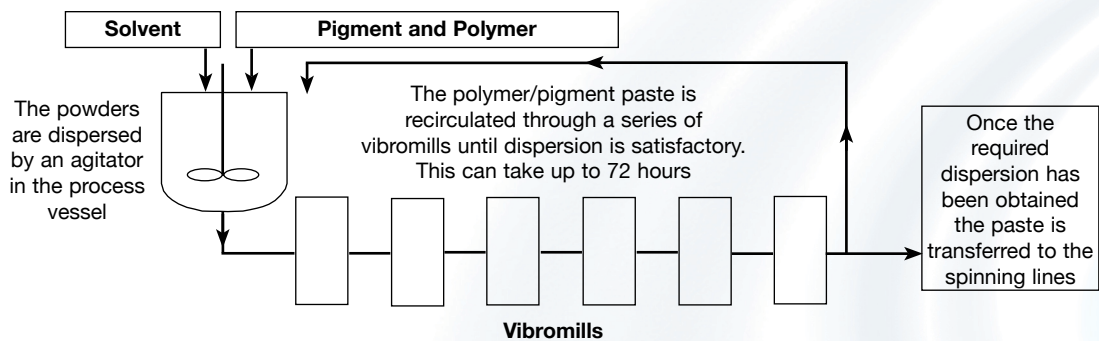 Solvent
Pigment and Polymer
The powders
are dispersed
by an agitator
in the process
vessel
The polymer/pigment paste is
recirculated through a series of
vibromills until dispersion is satisfactory.
This can take up to 72 hours
Once the
required
dispersion has
been obtained
the paste is
transferred to the
spinning lines
Vibromills